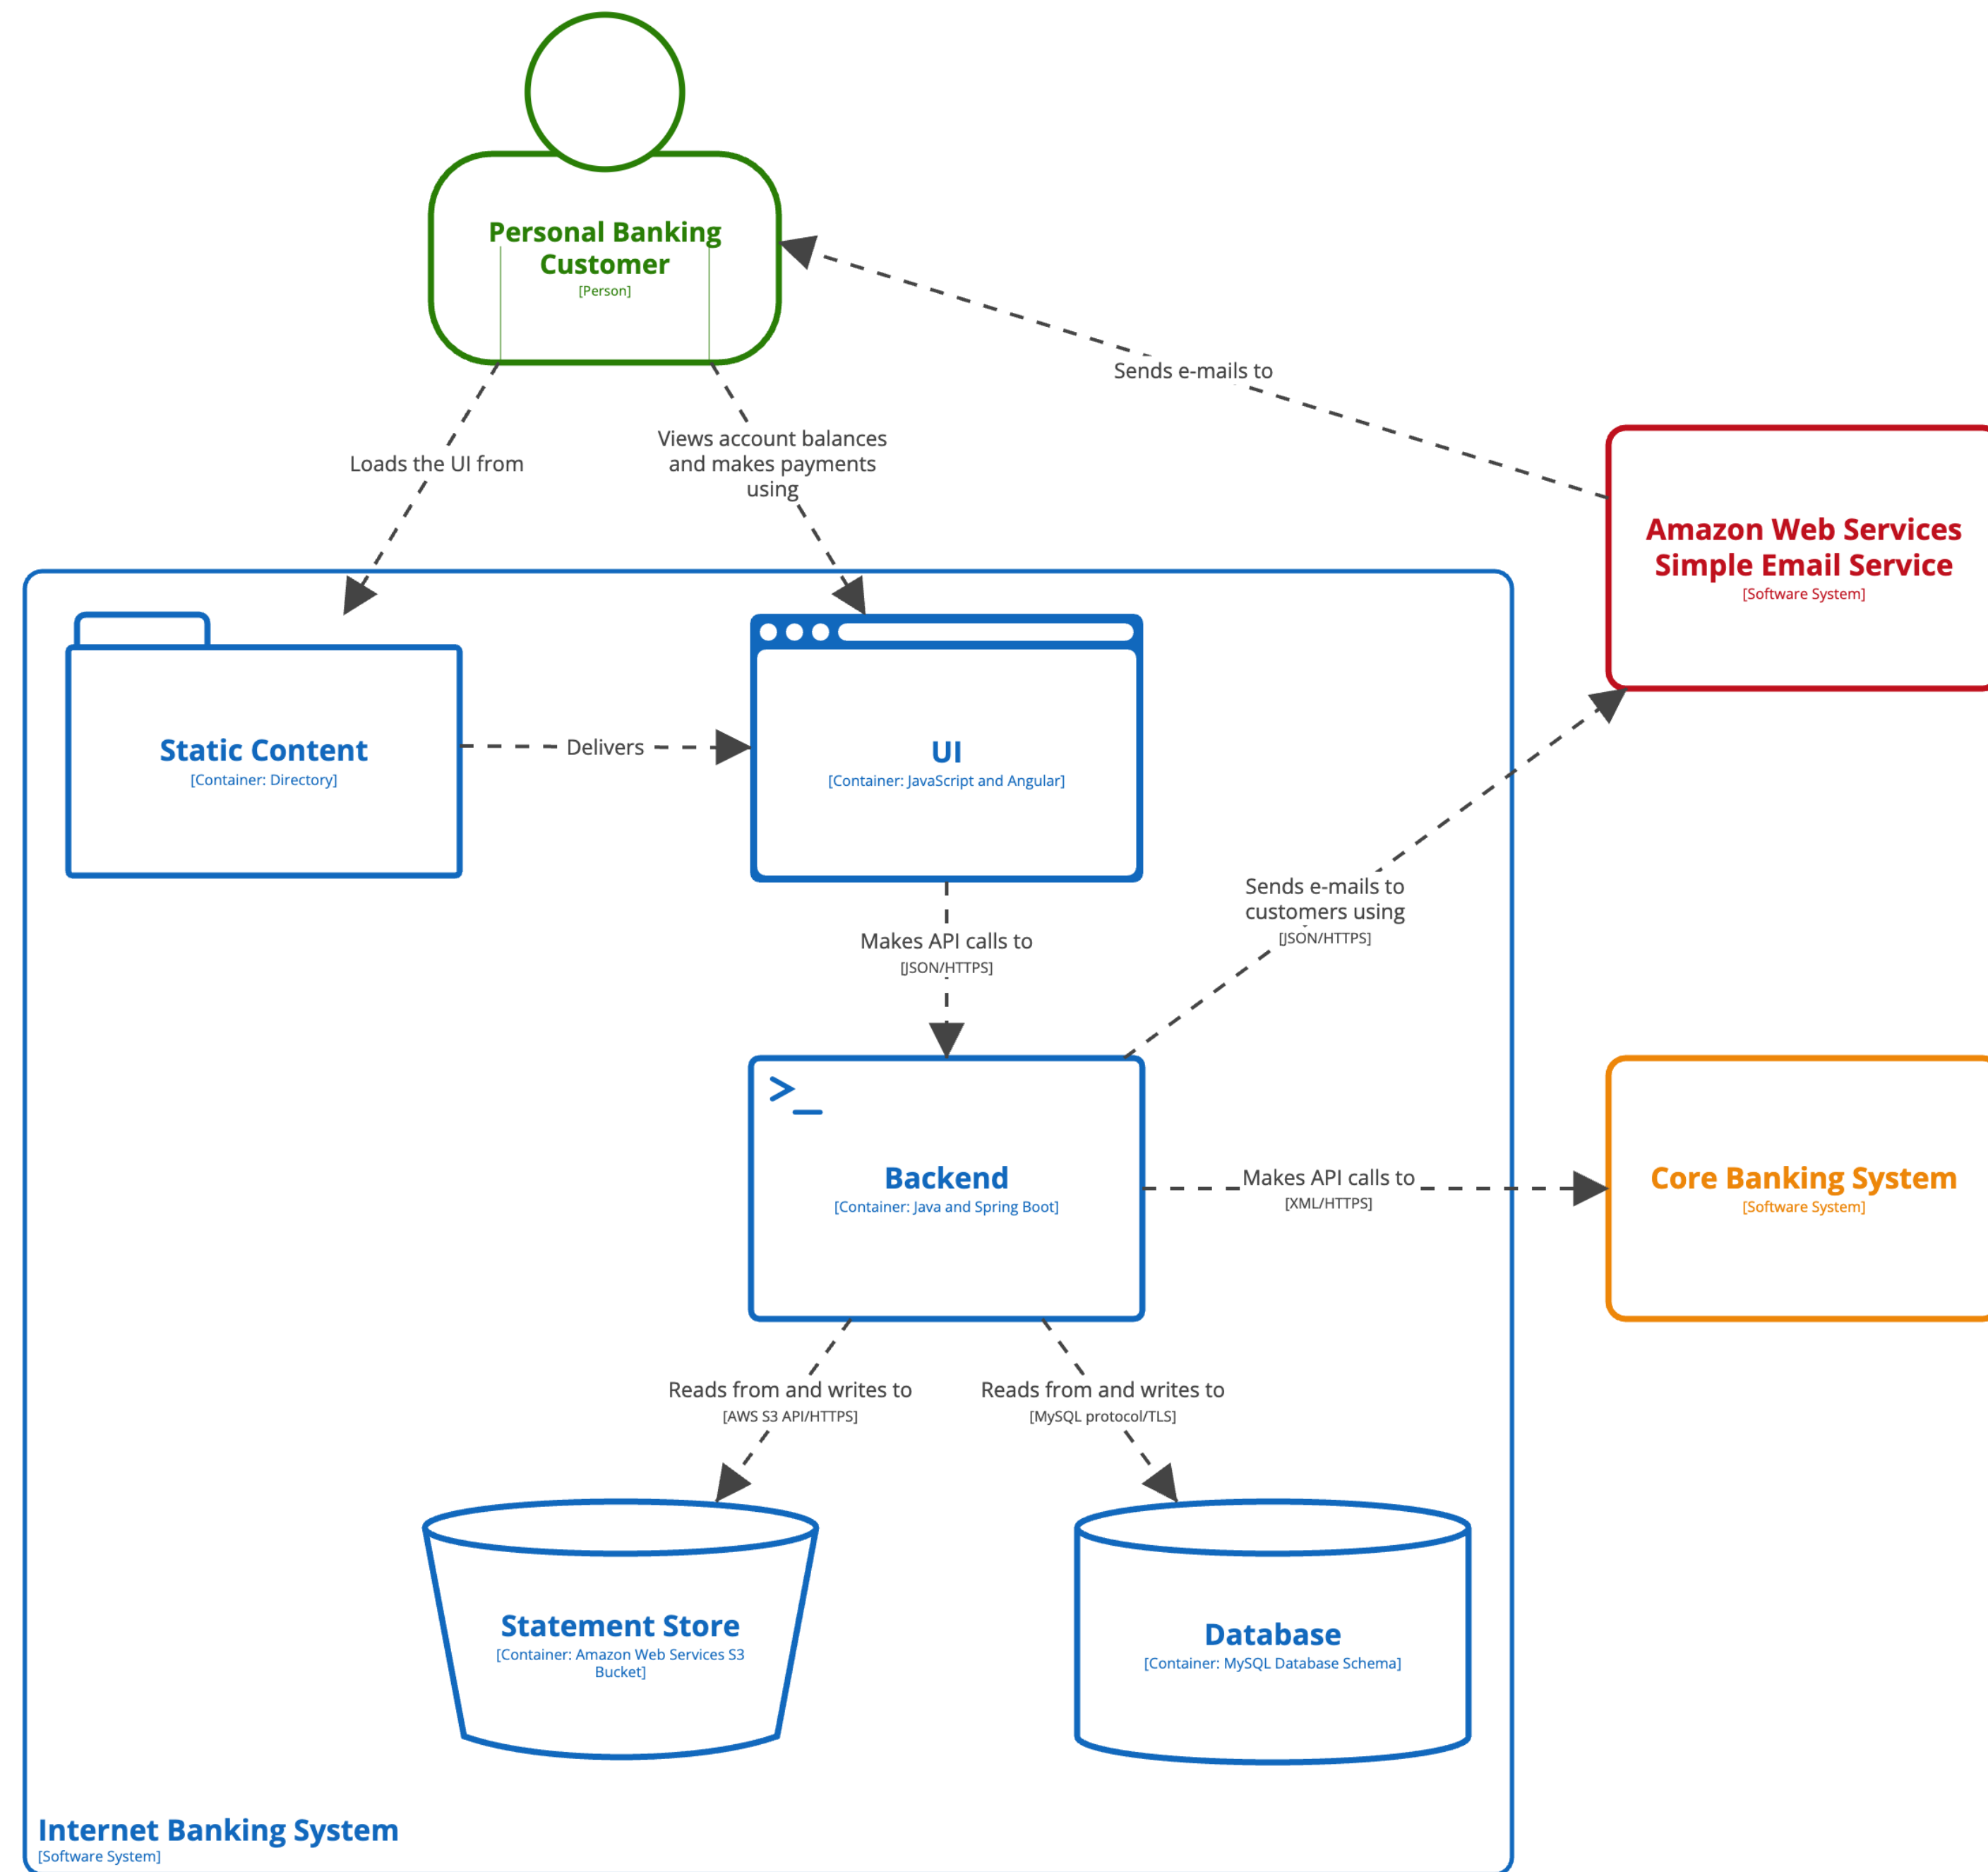 Personal Banking
Customer
[Person]
Sends e-mails to
Loads the UI from
Views account balances
and makes payments
using
Amazon Web Services
Simple Email Service
[Software System]
Static Content
[Container: Directory]
Delivers
UI
[Container: JavaScript and Angular]
Makes API calls to
[JSON/HTTPS]
Sends e-mails to
customers using
[JSON/HTTPS]
>_
Backend
[Container: Java and Spring Boot]
Makes API calls to
[XML/HTTPS]
Core Banking System
[Software System]
Reads from and writes to
[AWS S3 API/HTTPS]
Reads from and writes to
[MySQL protocol/TLS]
Statement Store
[Container: Amazon Web Services S3
Bucket]
Database
[Container: MySQL Database Schema]
Internet Banking System
[Software System]